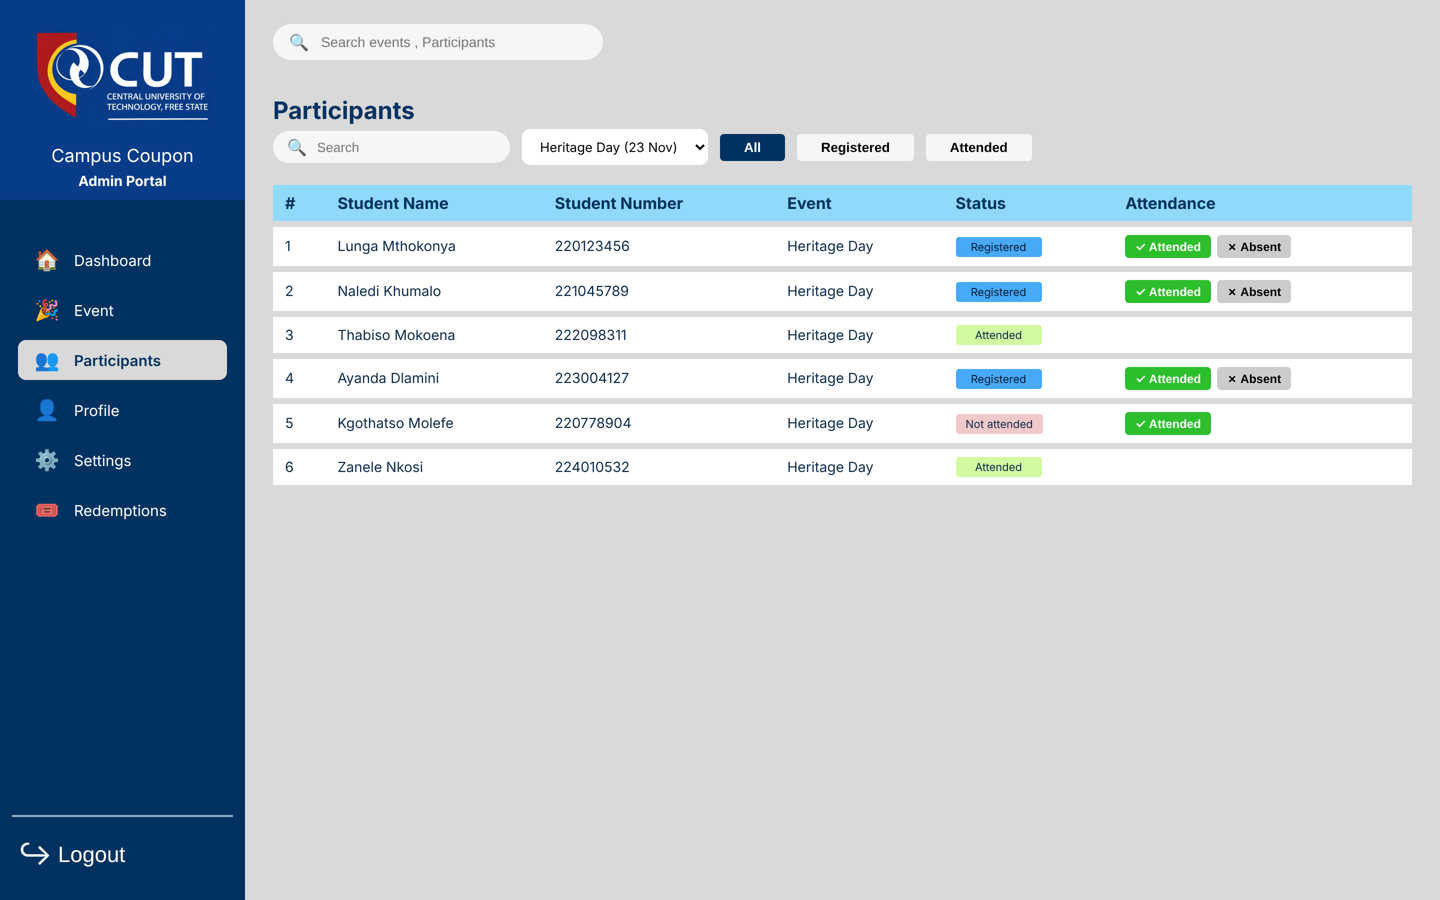 CUT
CENTRAL UNIVERSITY OF
TECHNOLOGY, FREE STATE
Campus Coupon
Admin Portal
Dashboard
Event
Participants
Profile
Settings
Redemptions
Logout
Search events , Participants
Participants
Search
Heritage Day (23 Nov)
All
Registered
Attended
# Student Name Student Number Event Status Attendance
1 Lunga Mthokonya 220123456 Heritage Day Registered ✓ Attended ✕ Absent
2 Naledi Khumalo 221045789 Heritage Day Registered ✓ Attended ✕ Absent
3 Thabiso Mokoena 222098311 Heritage Day Attended
4 Ayanda Dlamini 223004127 Heritage Day Registered ✓ Attended ✕ Absent
5 Kgothatso Molefe 220778904 Heritage Day Not attended ✓ Attended
6 Zanele Nkosi 224010532 Heritage Day Attended